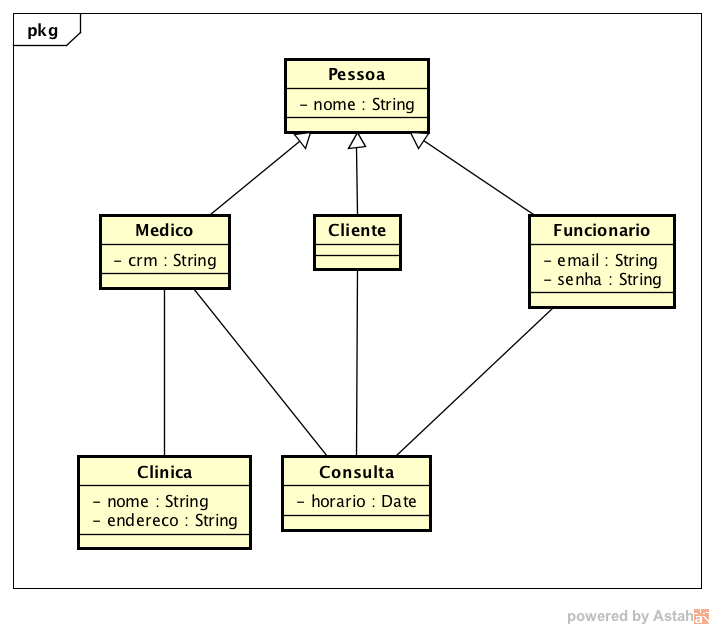 pkg
Pessoa
- nome : String
Medico
- crm : String
Cliente
Funcionario
- email : String
- senha : String
Clinica
- nome : String
- endereco : String
Consulta
- horario : Date
powered by Astah